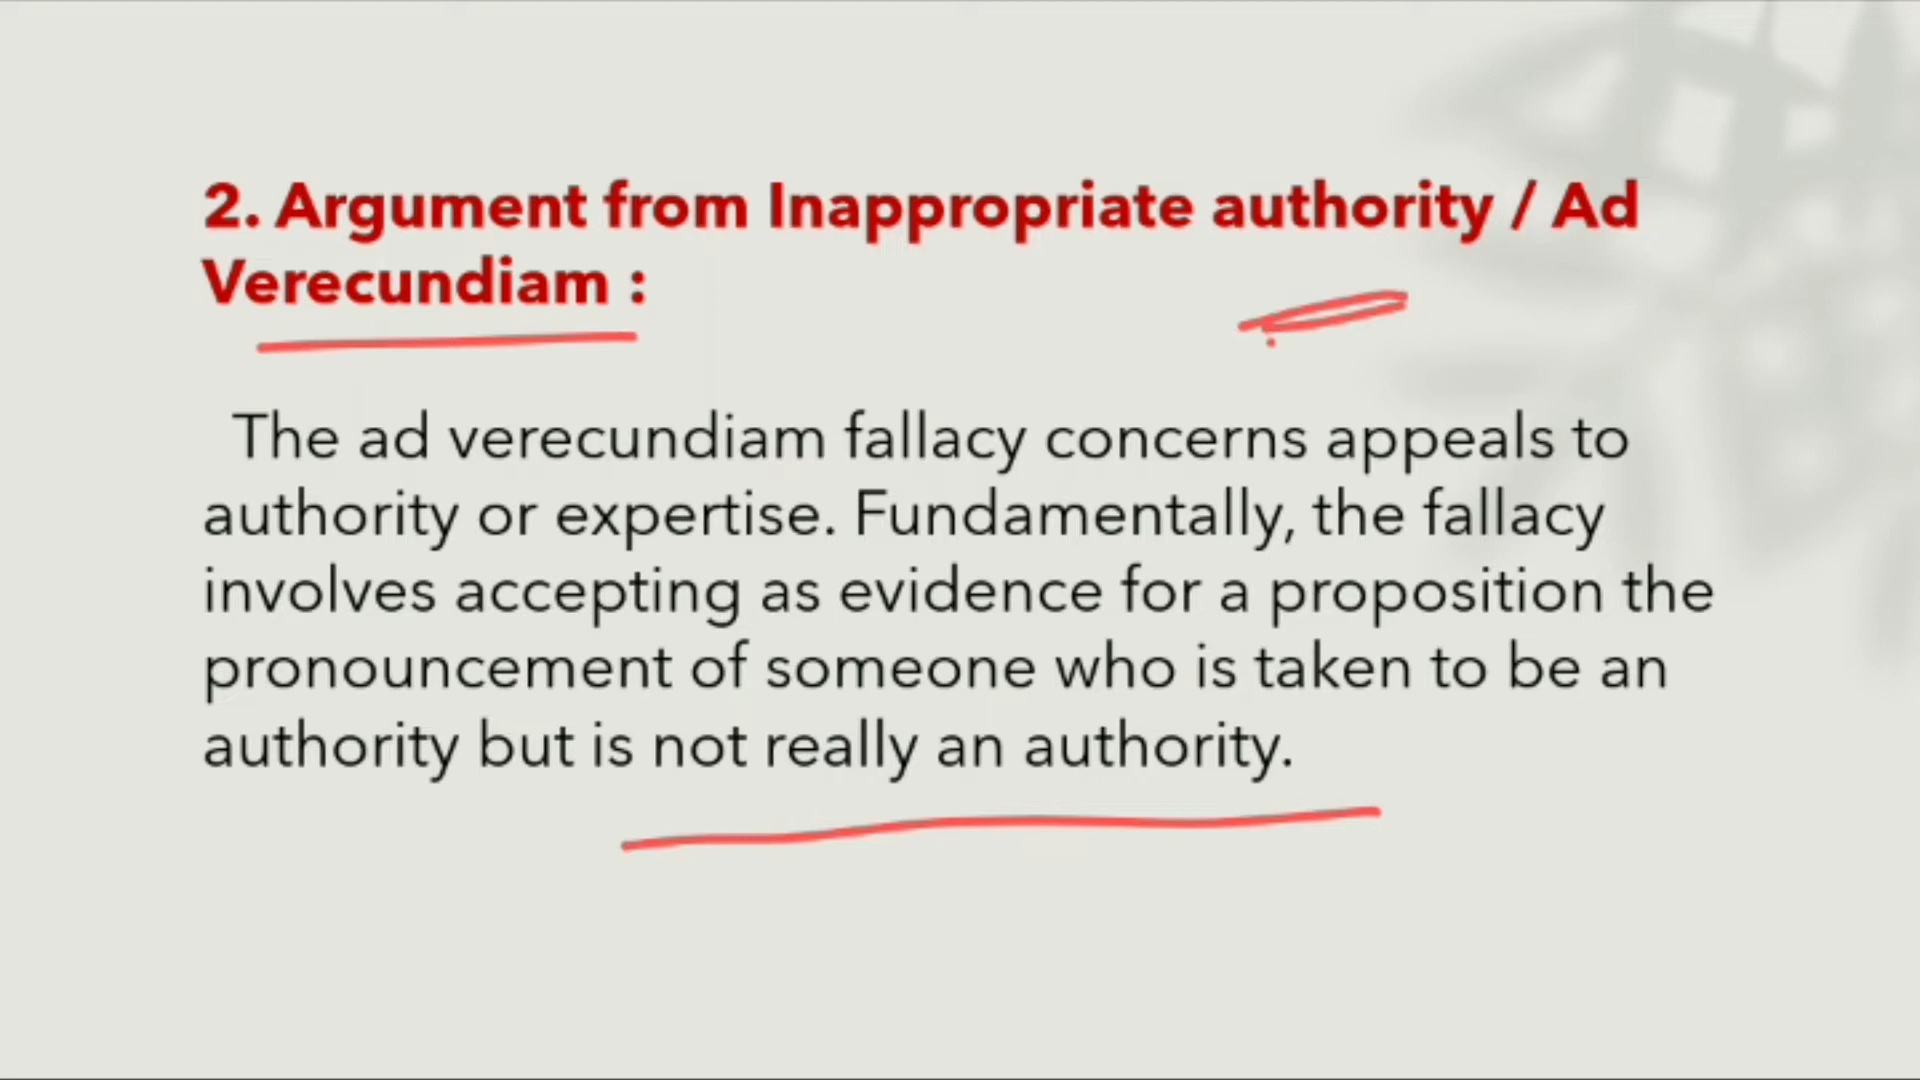 2. Argument from Inappropriate authority / Ad
Verecundiam :
The ad verecundiam fallacy concerns appeals to
authority or expertise. Fundamentally, the fallacy
involves accepting as evidence for a proposition the
pronouncement of someone who is taken to be an
authority but is not really an authority.